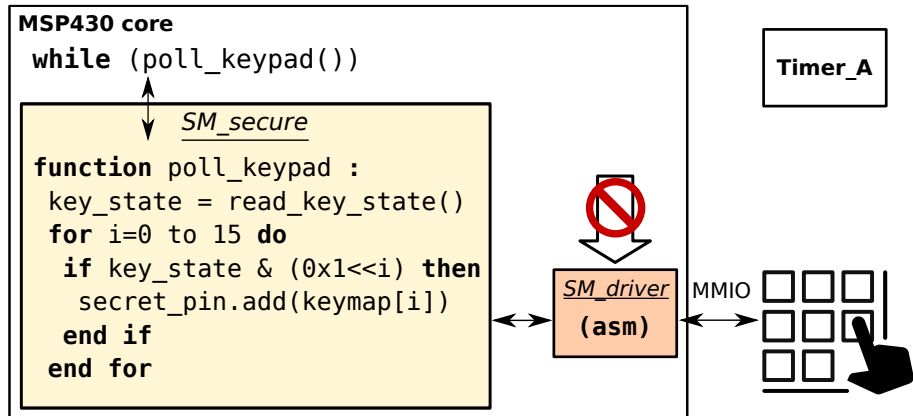 MSP430 core
while (poll_keypad())
Timer_A
SM_secure
function poll_keypad :
key_state = read_key_state()
for i=0 to 15 do
if key_state & (0x1<<i) then
secret_pin.add(keymap[i])
end if
end for
SM_driver
(asm)
MMIO